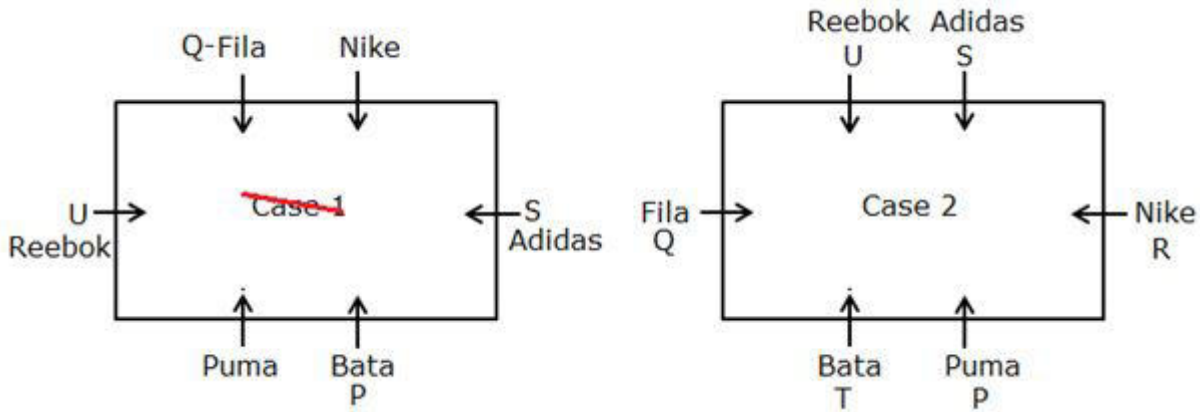 Q-Fila Nike
Case 1
U
Reebok
S
Adidas
Puma Bata
P
Reebok Adidas
U S
Case 2
Fila
Q
Nike
R
Bata Puma
T P